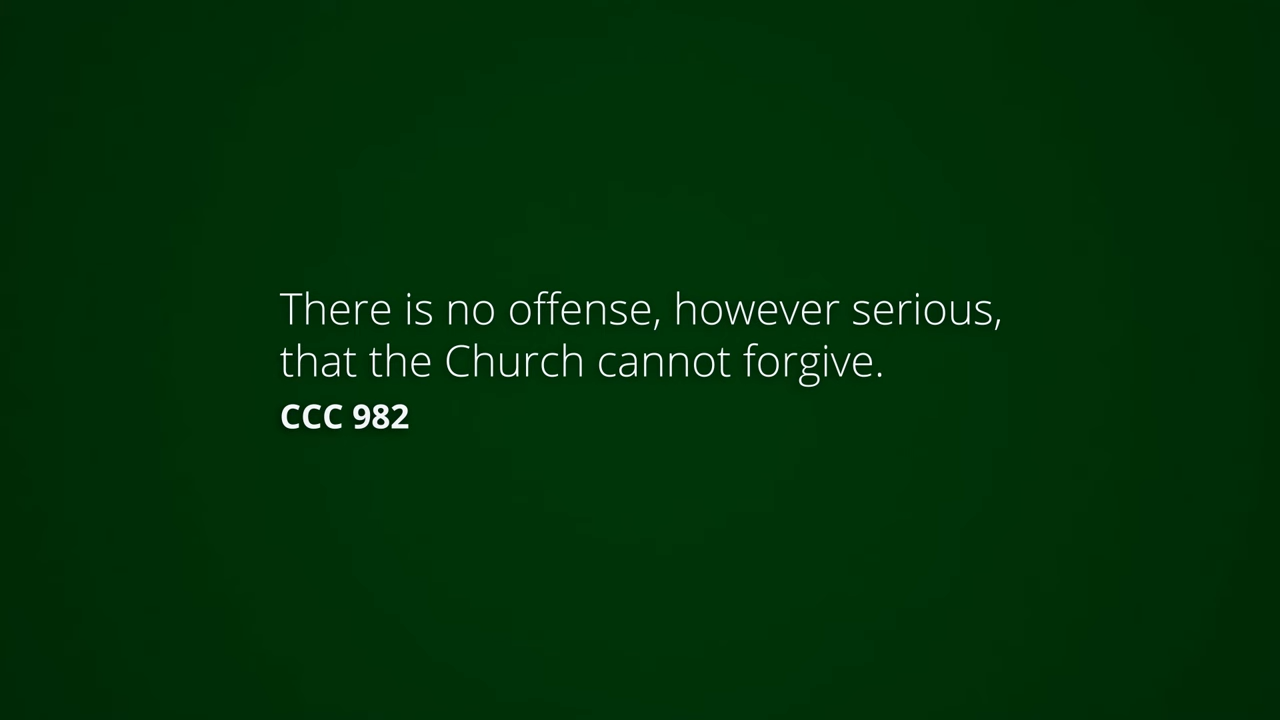 There is no offense, however serious,
that the Church cannot forgive.
CCC 982